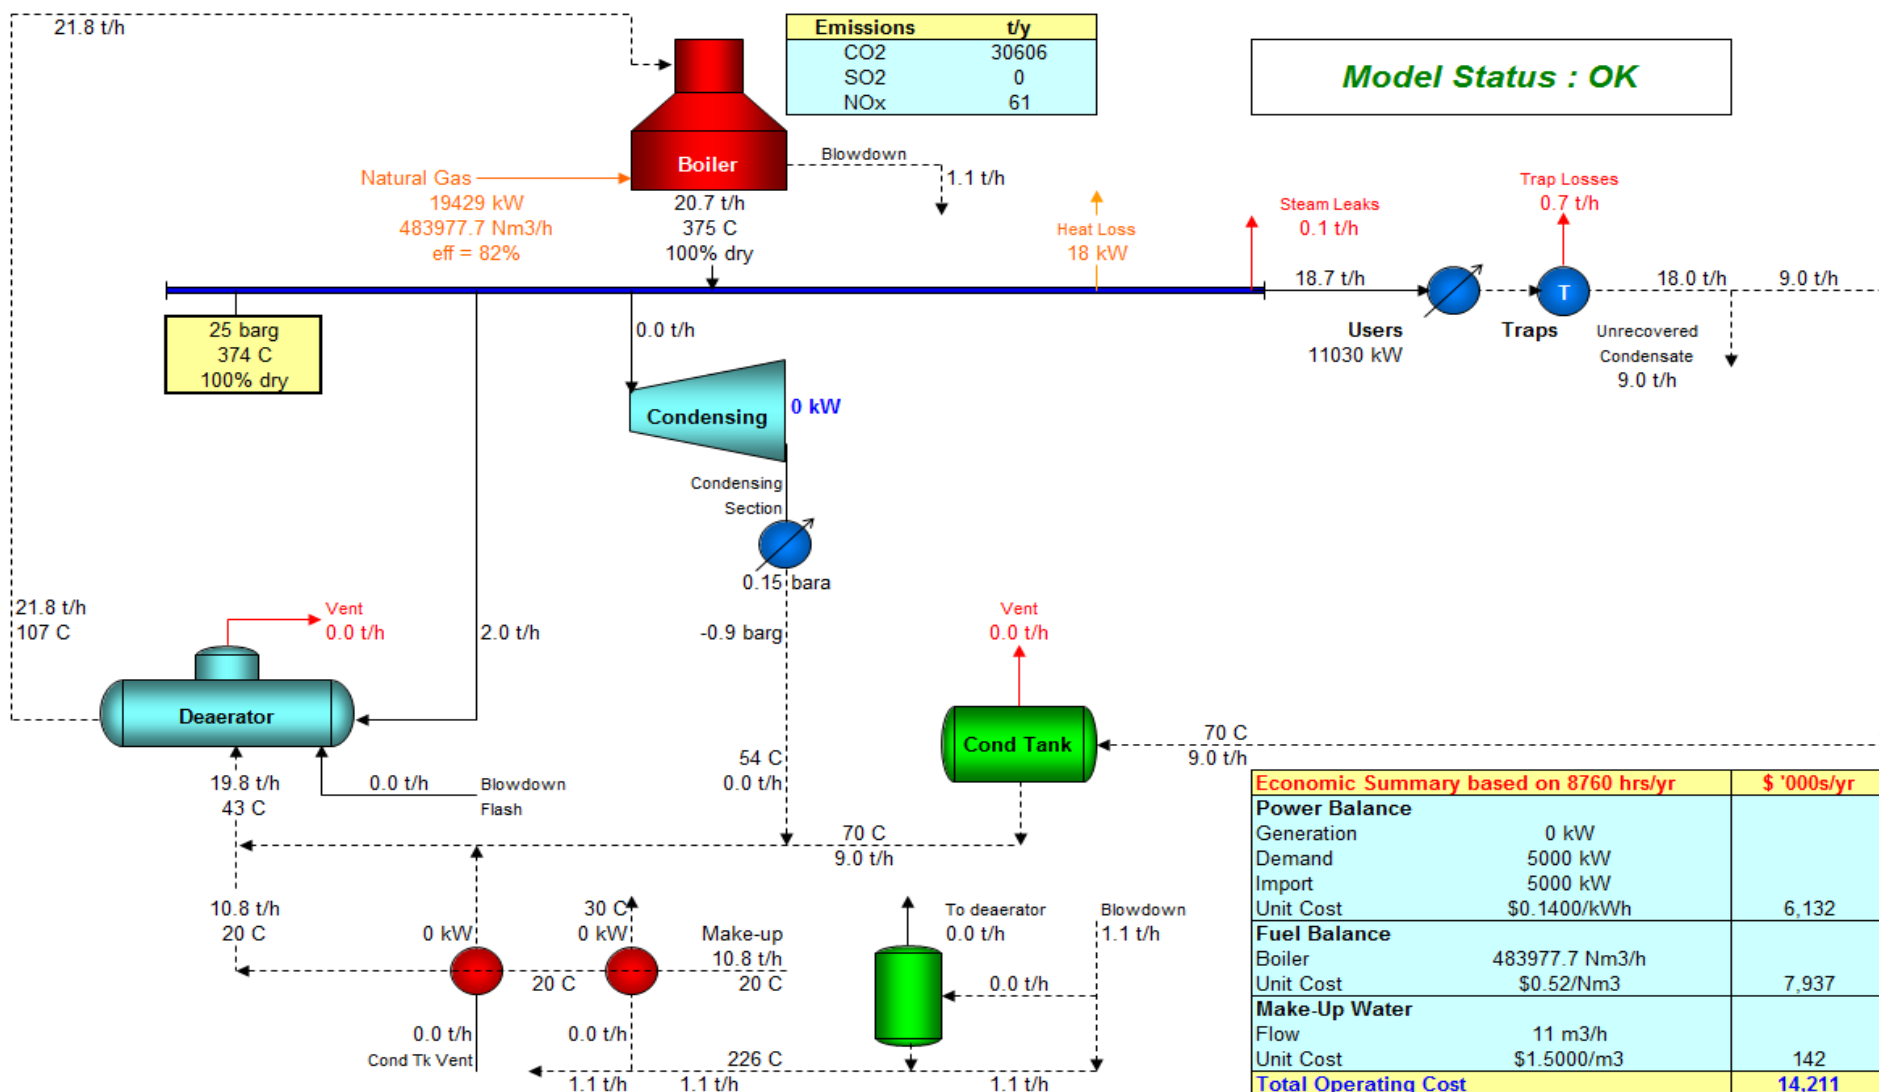 21.8 t/h
Emissions t/y
CO2 30606
SO2 0
NOx 61
Model Status : OK
Boiler
Blowdown
1.1 t/h
Natural Gas
19429 kW
483977.7 Nm3/h
eff = 82%
20.7 t/h
375 C
100% dry
Heat Loss
18 kW
Steam Leaks
0.1 t/h
Trap Losses
0.7 t/h
18.7 t/h
T
18.0 t/h
9.0 t/h
Users
11030 kW
Traps
Unrecovered
Condensate
9.0 t/h
25 barg
374 C
100% dry
0.0 t/h
Condensing
0 kW
Condensing
Section
0.15 bara
-0.9 barg
21.8 t/h
107 C
Vent
0.0 t/h
2.0 t/h
Vent
0.0 t/h
Deaerator
Cond Tank
70 C
9.0 t/h
54 C
0.0 t/h
19.8 t/h
43 C
0.0 t/h
Blowdown
Flash
70 C
9.0 t/h
10.8 t/h
20 C
0 kW
30 C
0 kW
Make-up
10.8 t/h
20 C
20 C
To deaerator
0.0 t/h
Blowdown
1.1 t/h
0.0 t/h
0.0 t/h
Cond Tk Vent
0.0 t/h
226 C
1.1 t/h
1.1 t/h
1.1 t/h
Economic Summary based on 8760 hrs/yr $ '000s/yr
Power Balance
Generation 0 kW
Demand 5000 kW
Import 5000 kW
Unit Cost $0.1400/kWh 6,132
Fuel Balance
Boiler 483977.7 Nm3/h
Unit Cost $0.52/Nm3 7,937
Make-Up Water
Flow 11 m3/h
Unit Cost $1.5000/m3 142
Total Operating Cost 14,211